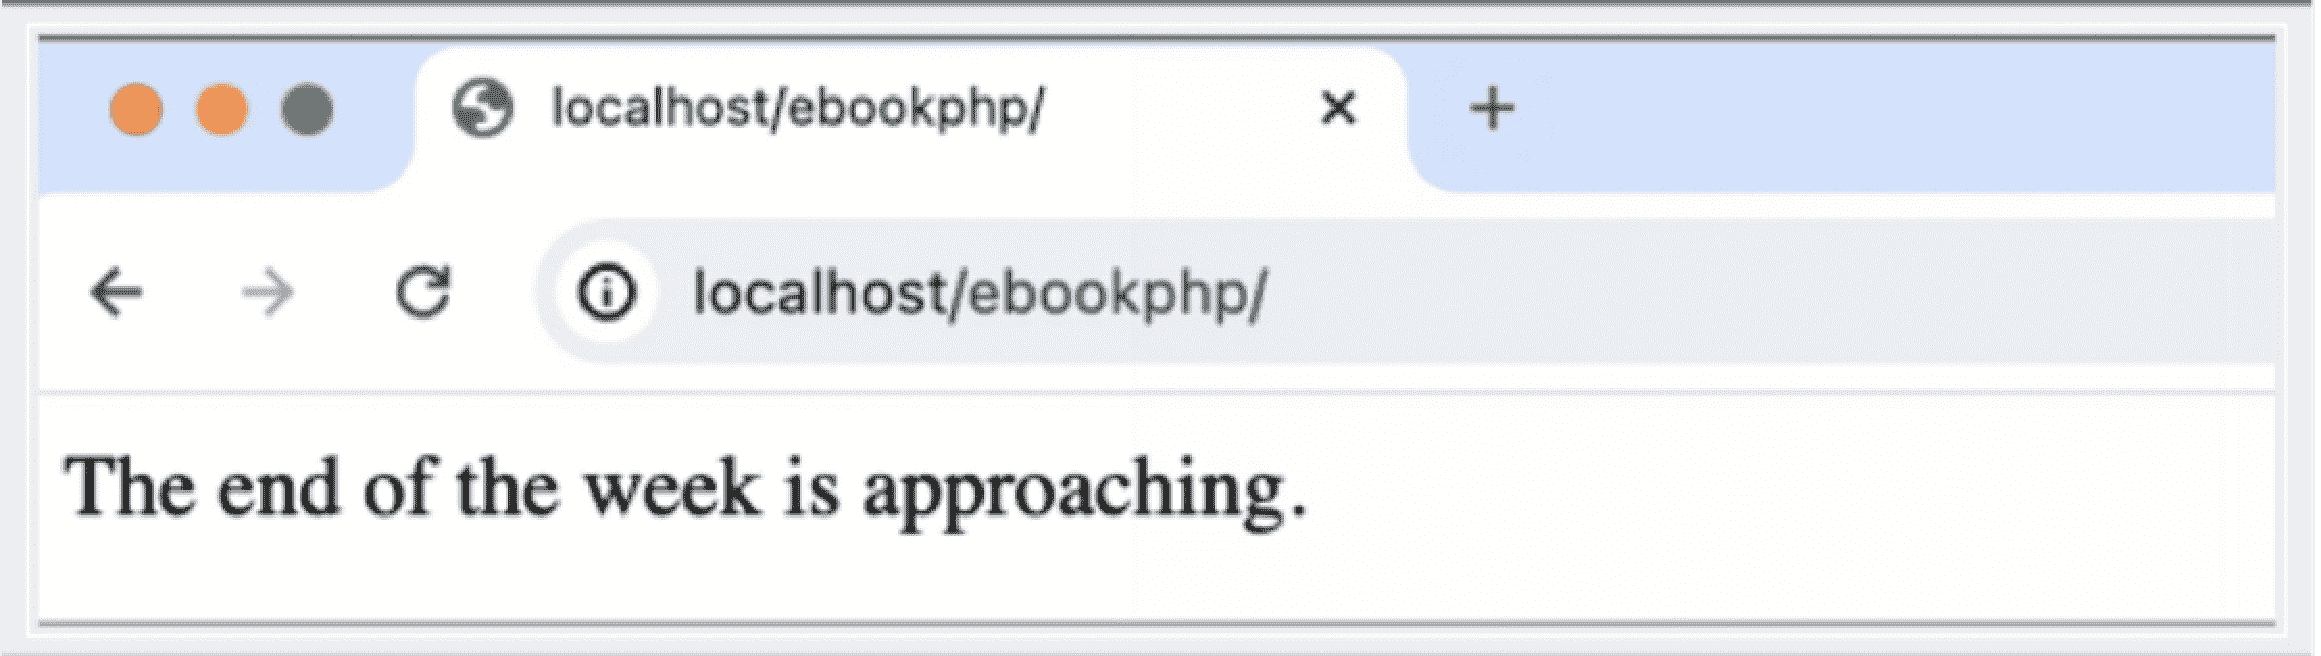 localhost/ebookphp/
localhost/ebookphp/
The end of the week is approaching.